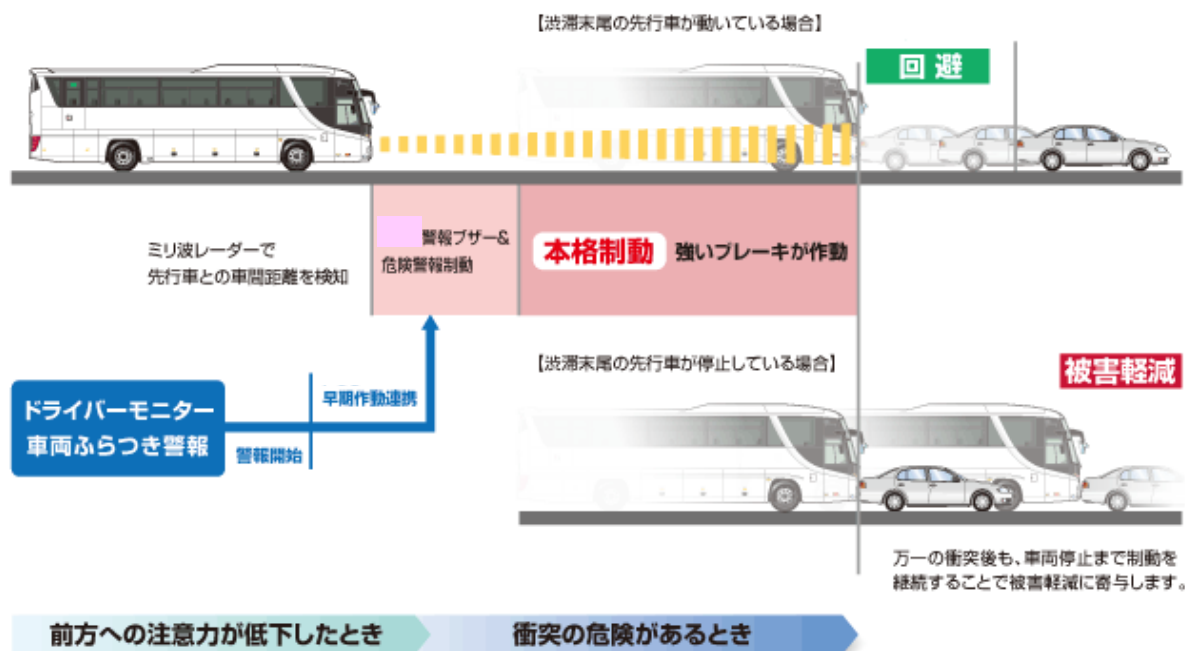 【渋滞末尾の先行車が動いている場合】
回避
ミリ波レーダーで
先行車との車間距離を検知
警報ブザー&
危険警報制動
本格制動 強いブレーキが作動
【渋滞末尾の先行車が停止している場合】
被害軽減
ドライバーモニター
車両ふらつき警報
警報開始
早期作動連携
万一の衝突後も、車両停止まで制動を
継続することで被害軽減に寄与します。
前方への注意力が低下したとき
衝突の危険があるとき